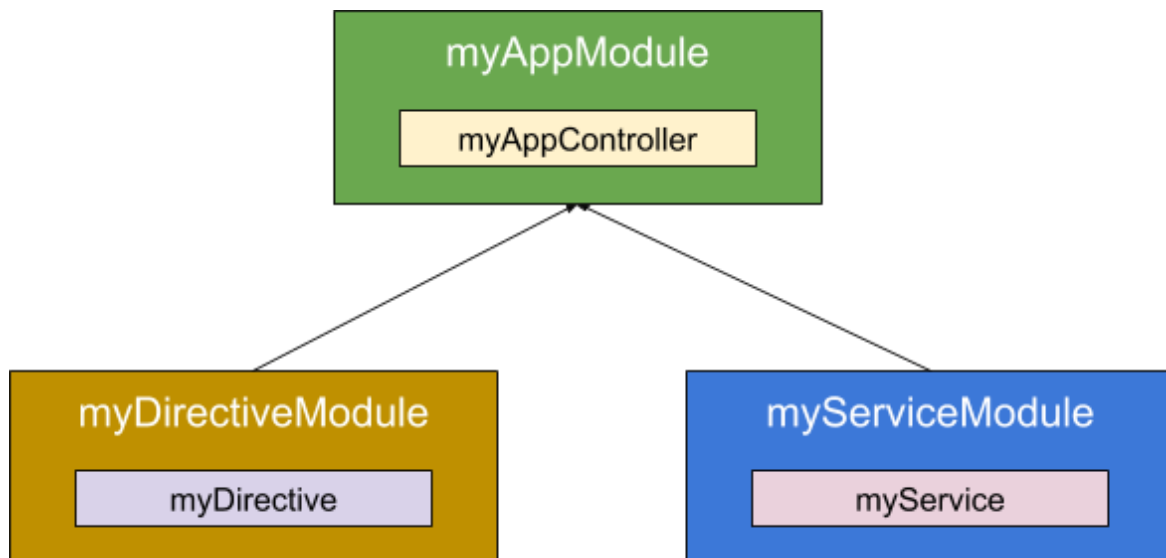 myAppModule
myAppController
myDirectiveModule
myDirective
myServiceModule
myService